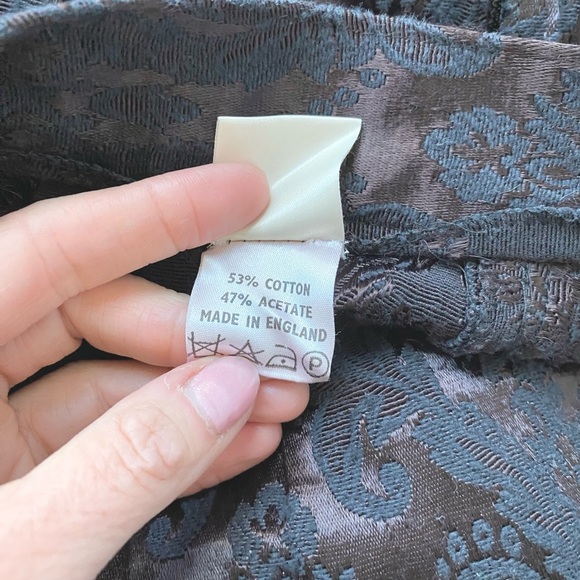 53% COTTON
47% ACETATE
MADE IN ENGLAND
P